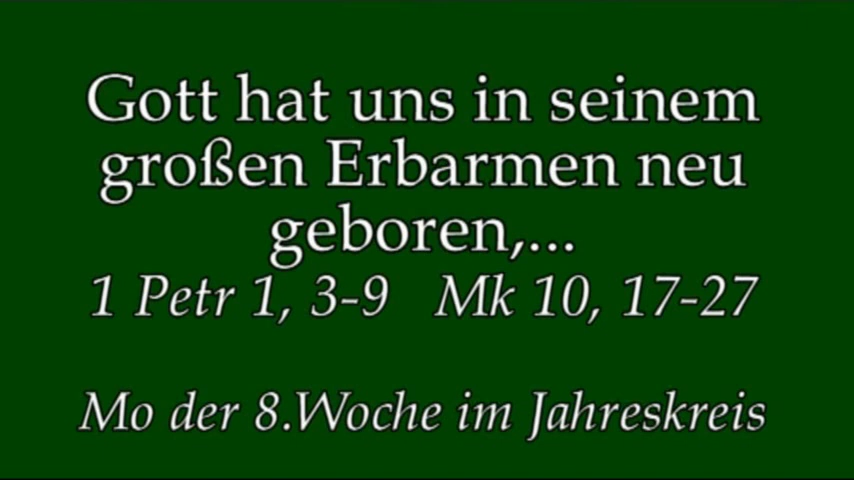 Gott hat uns in seinem
großen Erbarmen neu
geboren,...
1 Petr 1, 3-9 Mk 10, 17-27
Mo der 8.Woche im Jahreskreis